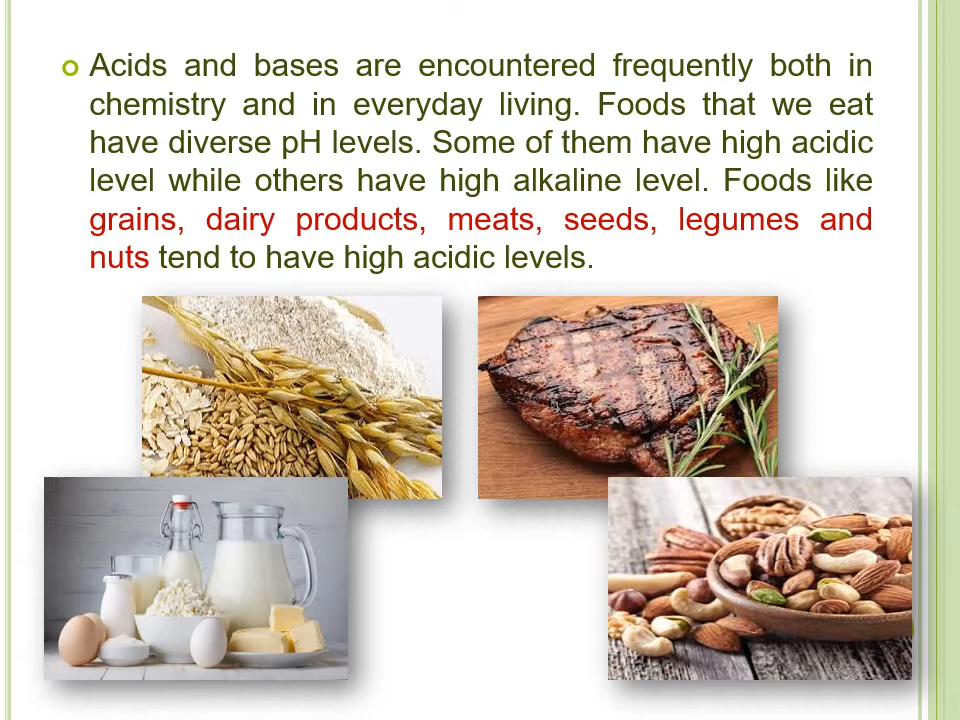 Acids and bases are encountered frequently both in
chemistry and in everyday living. Foods that we eat
have diverse pH levels. Some of them have high acidic
level while others have high alkaline level. Foods like
grains, dairy products, meats, seeds, legumes and
nuts tend to have high acidic levels.